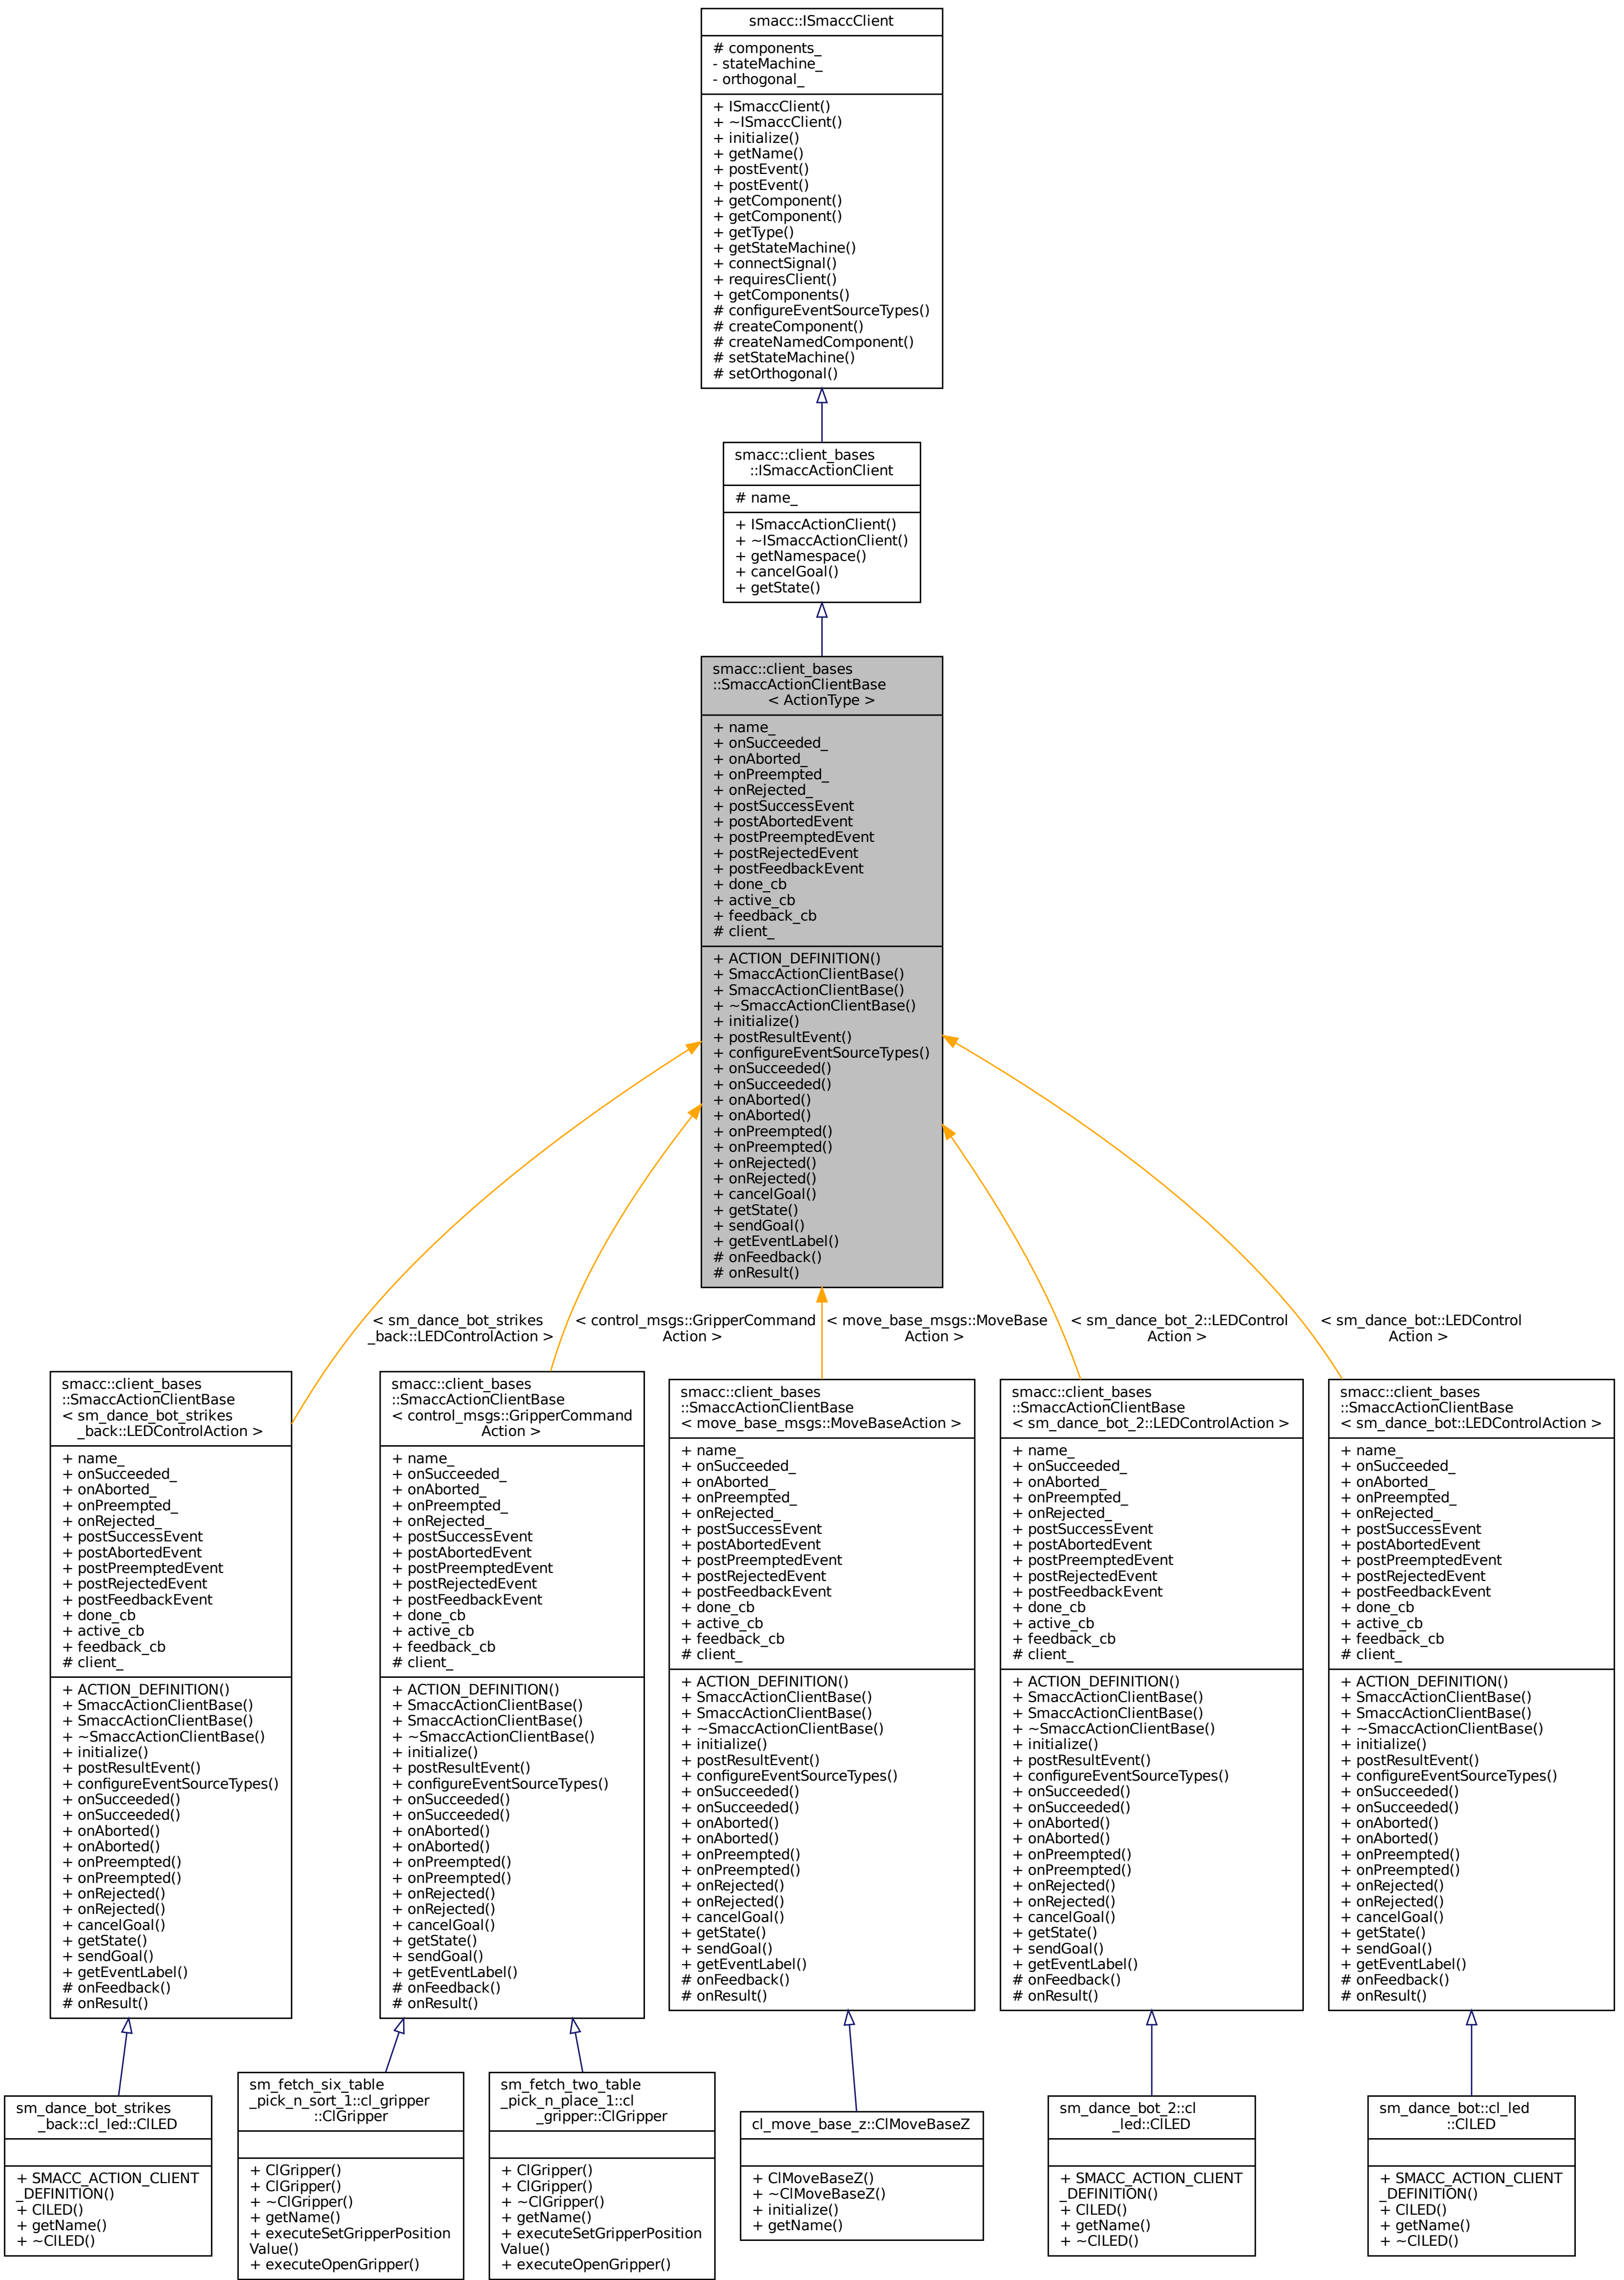 smacc::ISmaccClient
# components_
- stateMachine_
- orthogonal_
+ ISmaccClient()
+ ~ISmaccClient()
+ initialize()
+ getName()
+ postEvent()
+ postEvent()
+ getComponent()
+ getComponent()
+ getType()
+ getStateMachine()
+ connectSignal()
+ requiresClient()
+ getComponents()
# configureEventSourceTypes()
# createComponent()
# createNamedComponent()
# setStateMachine()
# setOrthogonal()
smacc::client_bases
::ISmaccActionClient
# name_
+ ISmaccActionClient()
+ ~ISmaccActionClient()
+ getNamespace()
+ cancelGoal()
+ getState()
smacc::client_bases
::SmaccActionClientBase
< ActionType >
+ name_
+ onSucceeded_
+ onAborted_
+ onPreempted_
+ onRejected_
+ postSuccessEvent
+ postAbortedEvent
+ postPreemptedEvent
+ postRejectedEvent
+ postFeedbackEvent
+ done_cb
+ active_cb
+ feedback_cb
# client_
+ ACTION_DEFINITION()
+ SmaccActionClientBase()
+ SmaccActionClientBase()
+ ~SmaccActionClientBase()
+ initialize()
+ postResultEvent()
+ configureEventSourceTypes()
+ onSucceeded()
+ onSucceeded()
+ onAborted()
+ onAborted()
+ onPreempted()
+ onPreempted()
+ onRejected()
+ onRejected()
+ cancelGoal()
+ getState()
+ sendGoal()
+ getEventLabel()
# onFeedback()
# onResult()
< sm_dance_bot_strikes
_back::LEDControlAction >
< control_msgs::GripperCommand
Action >
< move_base_msgs::MoveBase
Action >
< sm_dance_bot_2::LEDControl
Action >
< sm_dance_bot::LEDControl
Action >
smacc::client_bases
::SmaccActionClientBase
< sm_dance_bot_strikes
_back::LEDControlAction >
+ name_
+ onSucceeded_
+ onAborted_
+ onPreempted_
+ onRejected_
+ postSuccessEvent
+ postAbortedEvent
+ postPreemptedEvent
+ postRejectedEvent
+ postFeedbackEvent
+ done_cb
+ active_cb
+ feedback_cb
# client_
+ ACTION_DEFINITION()
+ SmaccActionClientBase()
+ SmaccActionClientBase()
+ ~SmaccActionClientBase()
+ initialize()
+ postResultEvent()
+ configureEventSourceTypes()
+ onSucceeded()
+ onSucceeded()
+ onAborted()
+ onAborted()
+ onPreempted()
+ onPreempted()
+ onRejected()
+ onRejected()
+ cancelGoal()
+ getState()
+ sendGoal()
+ getEventLabel()
# onFeedback()
# onResult()
smacc::client_bases
::SmaccActionClientBase
< control_msgs::GripperCommand
Action >
+ name_
+ onSucceeded_
+ onAborted_
+ onPreempted_
+ onRejected_
+ postSuccessEvent
+ postAbortedEvent
+ postPreemptedEvent
+ postRejectedEvent
+ postFeedbackEvent
+ done_cb
+ active_cb
+ feedback_cb
# client_
+ ACTION_DEFINITION()
+ SmaccActionClientBase()
+ SmaccActionClientBase()
+ ~SmaccActionClientBase()
+ initialize()
+ postResultEvent()
+ configureEventSourceTypes()
+ onSucceeded()
+ onSucceeded()
+ onAborted()
+ onAborted()
+ onPreempted()
+ onPreempted()
+ onRejected()
+ onRejected()
+ cancelGoal()
+ getState()
+ sendGoal()
+ getEventLabel()
# onFeedback()
# onResult()
smacc::client_bases
::SmaccActionClientBase
< move_base_msgs::MoveBaseAction >
+ name_
+ onSucceeded_
+ onAborted_
+ onPreempted_
+ onRejected_
+ postSuccessEvent
+ postAbortedEvent
+ postPreemptedEvent
+ postRejectedEvent
+ postFeedbackEvent
+ done_cb
+ active_cb
+ feedback_cb
# client_
+ ACTION_DEFINITION()
+ SmaccActionClientBase()
+ SmaccActionClientBase()
+ ~SmaccActionClientBase()
+ initialize()
+ postResultEvent()
+ configureEventSourceTypes()
+ onSucceeded()
+ onSucceeded()
+ onAborted()
+ onAborted()
+ onPreempted()
+ onPreempted()
+ onRejected()
+ onRejected()
+ cancelGoal()
+ getState()
+ sendGoal()
+ getEventLabel()
# onFeedback()
# onResult()
smacc::client_bases
::SmaccActionClientBase
< sm_dance_bot_2::LEDControlAction >
+ name_
+ onSucceeded_
+ onAborted_
+ onPreempted_
+ onRejected_
+ postSuccessEvent
+ postAbortedEvent
+ postPreemptedEvent
+ postRejectedEvent
+ postFeedbackEvent
+ done_cb
+ active_cb
+ feedback_cb
# client_
+ ACTION_DEFINITION()
+ SmaccActionClientBase()
+ SmaccActionClientBase()
+ ~SmaccActionClientBase()
+ initialize()
+ postResultEvent()
+ configureEventSourceTypes()
+ onSucceeded()
+ onSucceeded()
+ onAborted()
+ onAborted()
+ onPreempted()
+ onPreempted()
+ onRejected()
+ onRejected()
+ cancelGoal()
+ getState()
+ sendGoal()
+ getEventLabel()
# onFeedback()
# onResult()
smacc::client_bases
::SmaccActionClientBase
< sm_dance_bot::LEDControlAction >
+ name_
+ onSucceeded_
+ onAborted_
+ onPreempted_
+ onRejected_
+ postSuccessEvent
+ postAbortedEvent
+ postPreemptedEvent
+ postRejectedEvent
+ postFeedbackEvent
+ done_cb
+ active_cb
+ feedback_cb
# client_
+ ACTION_DEFINITION()
+ SmaccActionClientBase()
+ SmaccActionClientBase()
+ ~SmaccActionClientBase()
+ initialize()
+ postResultEvent()
+ configureEventSourceTypes()
+ onSucceeded()
+ onSucceeded()
+ onAborted()
+ onAborted()
+ onPreempted()
+ onPreempted()
+ onRejected()
+ onRejected()
+ cancelGoal()
+ getState()
+ sendGoal()
+ getEventLabel()
# onFeedback()
# onResult()
sm_dance_bot_strikes
_back::cl_led::ClLED
+ SMACC_ACTION_CLIENT
_DEFINITION()
+ ClLED()
+ getName()
+ ~ClLED()
sm_fetch_six_table
_pick_n_sort_1::cl_gripper
::ClGripper
+ ClGripper()
+ ClGripper()
+ ~ClGripper()
+ getName()
+ executeSetGripperPosition
Value()
+ executeOpenGripper()
sm_fetch_two_table
_pick_n_place_1::cl
_gripper::ClGripper
+ ClGripper()
+ ClGripper()
+ ~ClGripper()
+ getName()
+ executeSetGripperPosition
Value()
+ executeOpenGripper()
cl_move_base_z::ClMoveBaseZ
+ ClMoveBaseZ()
+ ~ClMoveBaseZ()
+ initialize()
+ getName()
sm_dance_bot_2::cl
_led::ClLED
+ SMACC_ACTION_CLIENT
_DEFINITION()
+ ClLED()
+ getName()
+ ~ClLED()
sm_dance_bot::cl_led
::ClLED
+ SMACC_ACTION_CLIENT
_DEFINITION()
+ ClLED()
+ getName()
+ ~ClLED()